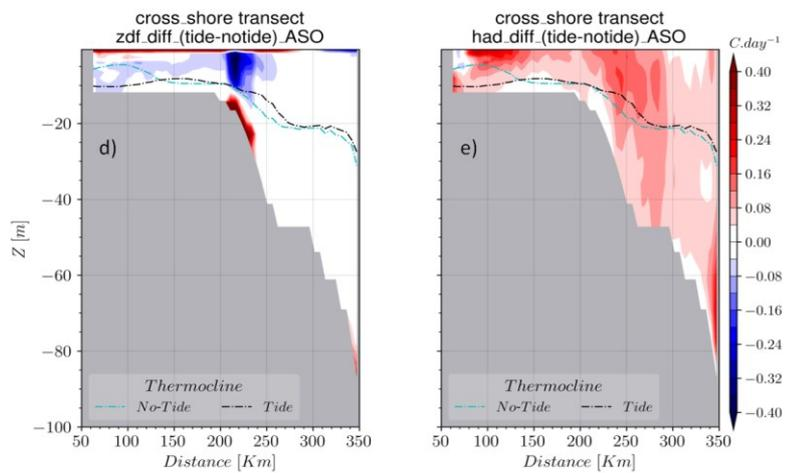 cross_shore transect
zdf_diff_(tide-notide)_ASO
cross_shore transect
had_diff_(tide-notide)_ASO
C.day⁻¹
d)
e)
Z [m]
−20
−40
−60
−80
−100
0.40
0.32
0.24
0.16
0.08
0.00
−0.08
−0.16
−0.24
−0.32
−0.40
Thermocline
No-Tide Tide
Thermocline
No-Tide Tide
50 100 150 200 250 300 350
50 100 150 200 250 300 350
Distance [Km]
Distance [Km]